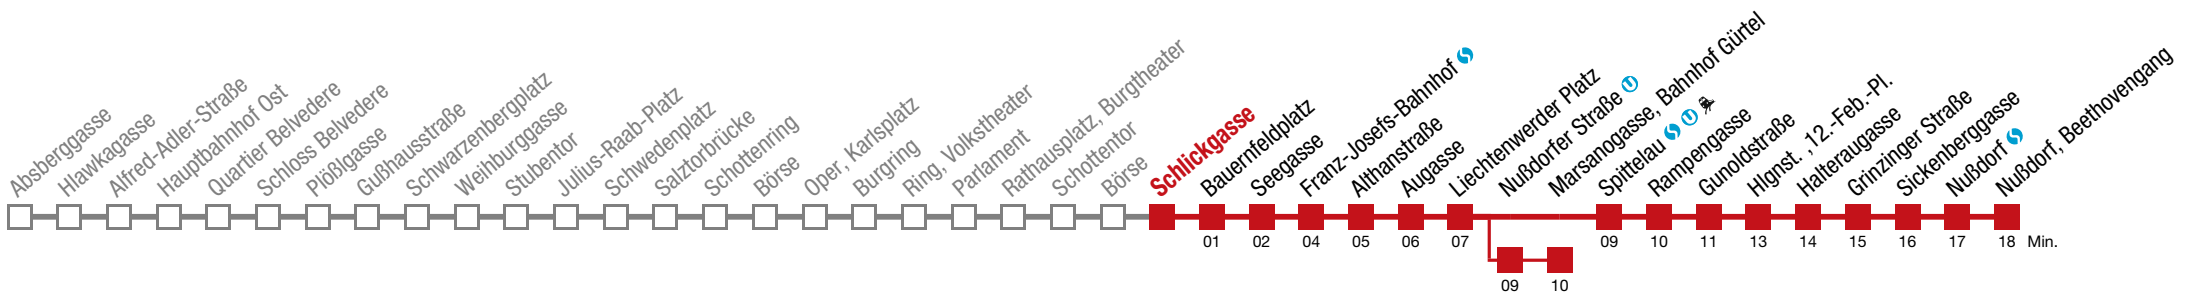 Absberggasse
Hlawkagasse
Alfred-Adler-Straße
Hauptbahnhof Ost
Quartier Belvedere
Schloss Belvedere
Plößlgasse
Gußhausstraße
Schwarzenbergplatz
Weihburggasse
Stubentor
Julius-Raab-Platz
Schwedenplatz
Salztorbrücke
Schottenring
Börse
Oper, Karlsplatz
Burgring
Ring, Volkstheater
Parlament
Rathausplatz, Burgtheater
Schottentor
Börse
Schlickgasse
Bauernfeldplatz
Seegasse
Franz-Josefs-Bahnhof
Althanstraße
Augasse
Liechtenwerder Platz
Nußdorfer Straße
Marsanogasse, Bahnhof Gürtel
Spittelau
Rampengasse
Gunoldstraße
Hlgnst. ,12.-Feb.-Pl.
Halteraugasse
Grinzinger Straße
Sickenberggasse
Nußdorf
Nußdorf, Beethovengang
01 02 04 05 06 07 09 10 11 13 14 15 16 17 18 Min.
09 10